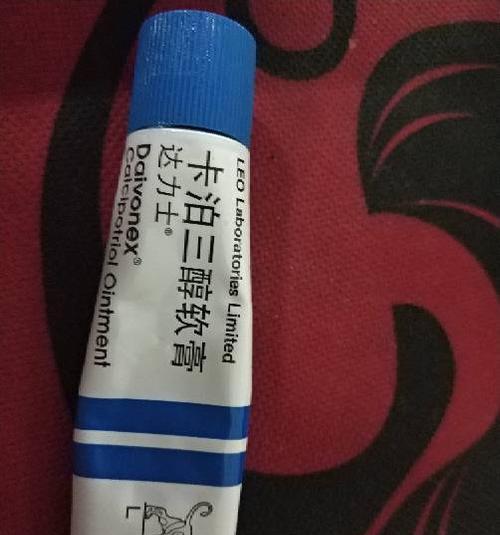 LEO Laboratories Limited
卡泊三醇软膏
达力士®
Daivonex®
Calcipotriol Ointment
L